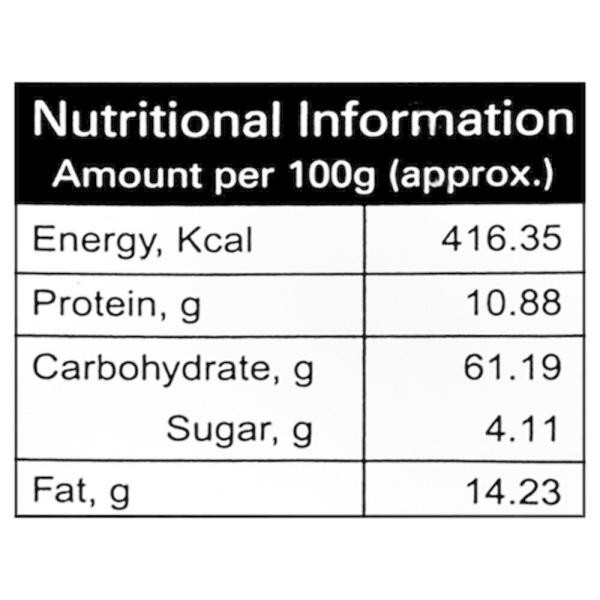 Nutritional Information
Amount per 100g (approx.)
Energy, Kcal 416.35
Protein, g 10.88
Carbohydrate, g 61.19
Sugar, g 4.11
Fat, g 14.23